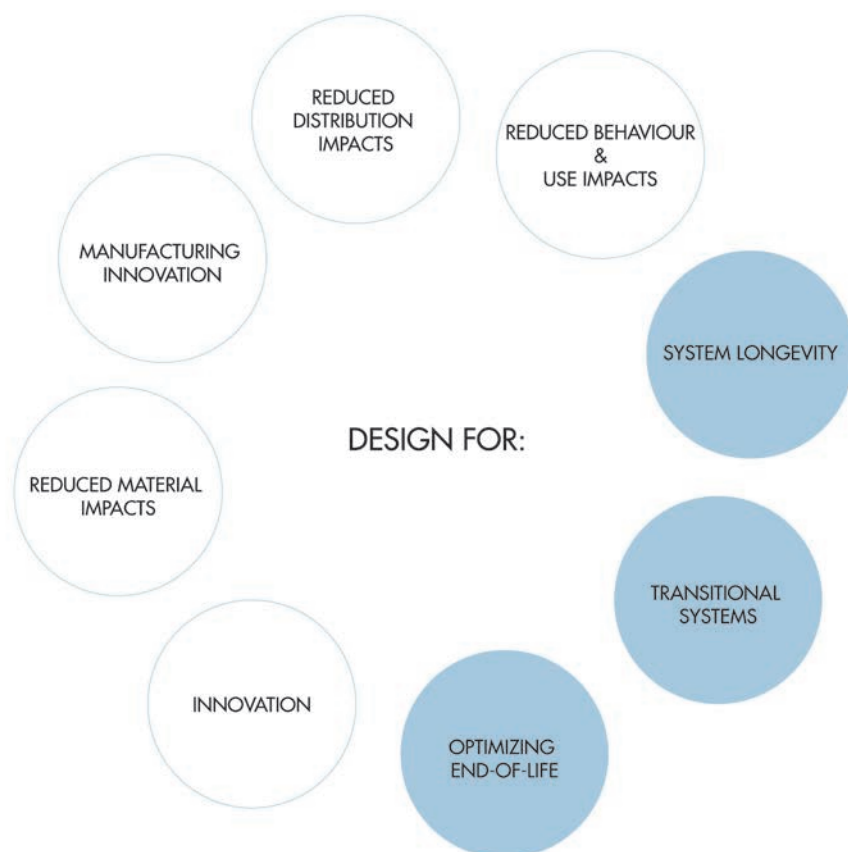 REDUCED
DISTRIBUTION
IMPACTS
REDUCED BEHAVIOUR
&
USE IMPACTS
MANUFACTURING
INNOVATION
SYSTEM LONGEVITY
DESIGN FOR:
REDUCED MATERIAL
IMPACTS
TRANSITIONAL
SYSTEMS
INNOVATION
OPTIMIZING
END-OF-LIFE